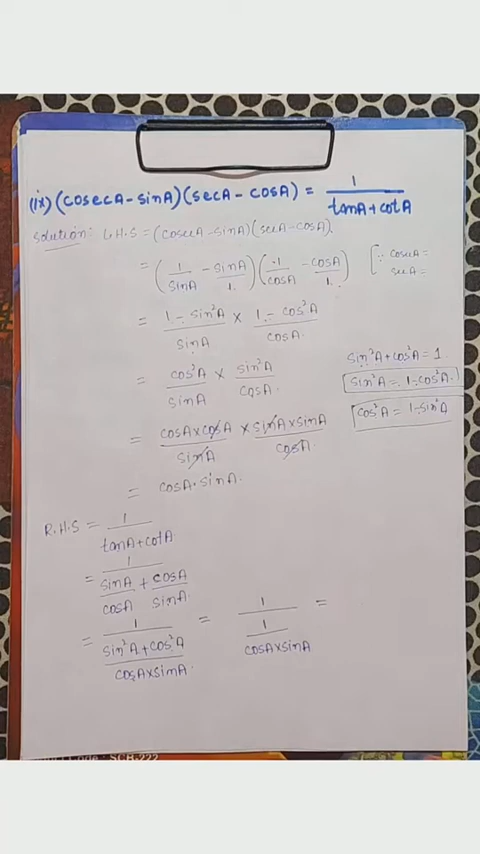 (ix) (cosecA - sinA)(secA - cosA) = 1/(tanA + cotA)
Solution: L.H.S = (cosecA - sinA)(secA - cosA)
= (1/sinA - sinA/1)(1/cosA - cosA/1) [∵ cosecA =
secA =
= (1 - sin²A)/sinA × (1 - cos²A)/cosA
= cos²A/sinA × sin²A/cosA
sin²A + cos²A = 1
sin²A = 1 - cos²A
cos²A = 1 - sin²A
= (cosA × cosA)/sinA × (sinA × sinA)/cosA
= cosA · sinA
R.H.S = 1/(tanA + cotA)
= 1/(sinA/cosA + cosA/sinA)
= 1/((sin²A + cos²A)/(cosA × sinA)) = 1/(1/(cosA × sinA)) =